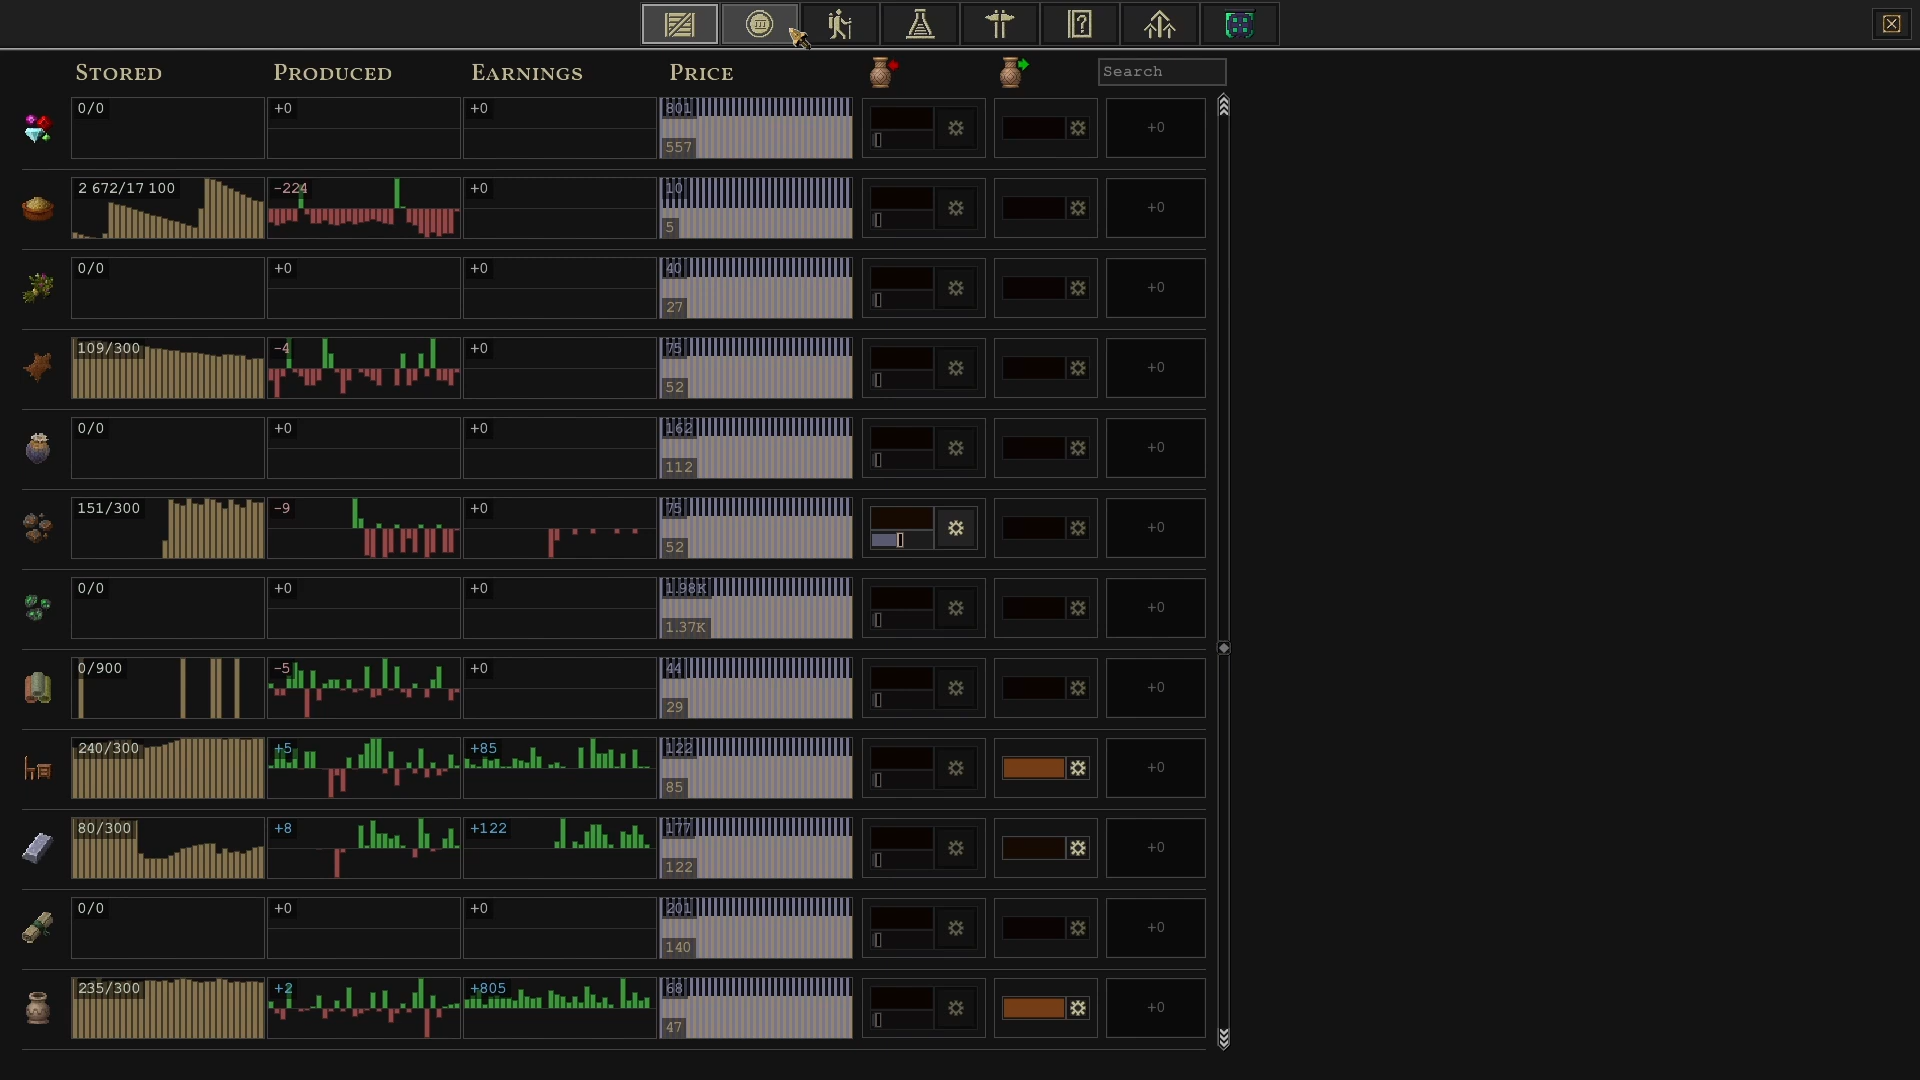 STORED PRODUCED EARNINGS PRICE Search
0/0 +0 +0 801 +0
557
2 672/17 100 -224 +0 10 +0
5
0/0 +0 +0 40 +0
27
109/300 -4 +0 75 +0
52
0/0 +0 +0 162 +0
112
151/300 -9 +0 75 +0
52
0/0 +0 +0 1.98K +0
1.37K
0/900 -5 +0 44 +0
29
240/300 +5 +85 122 +0
85
80/300 +8 +122 177 +0
122
0/0 +0 +0 201 +0
140
235/300 +2 +805 68 +0
47